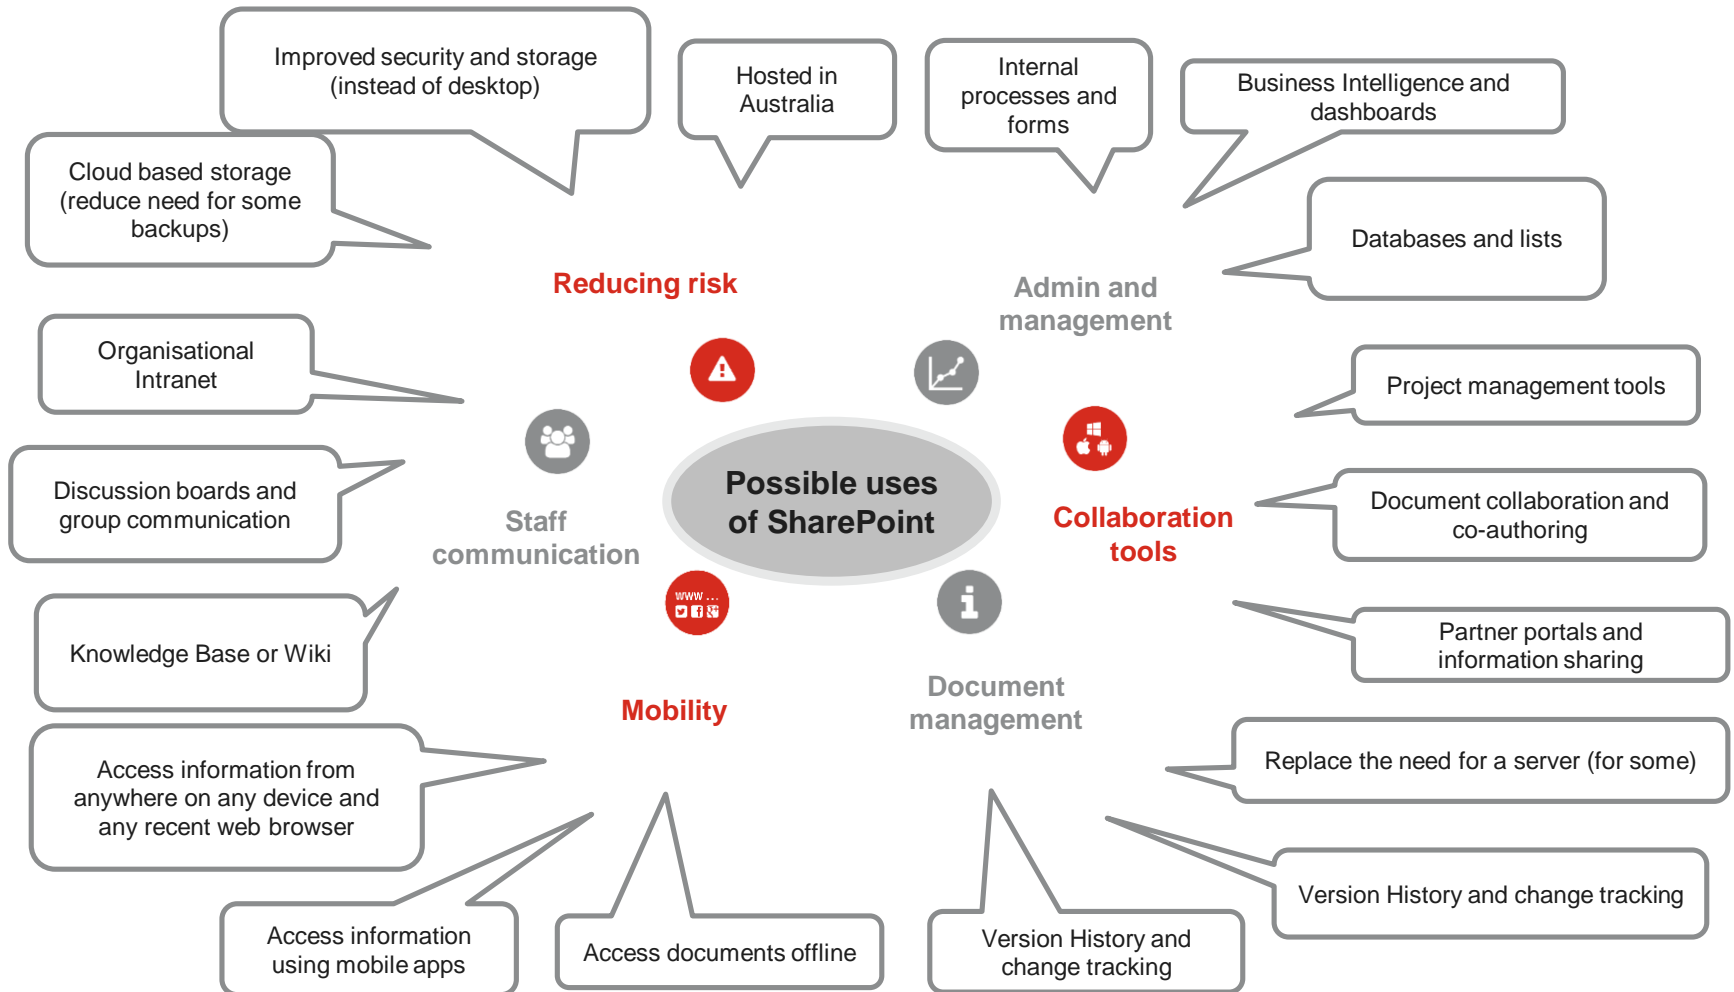 Improved security and storage
(instead of desktop)
Hosted in
Australia
Internal
processes and
forms
Business Intelligence and
dashboards
Cloud based storage
(reduce need for some
backups)
Databases and lists
Reducing risk
Admin and
management
Organisational
Intranet
Project management tools
Discussion boards and
group communication
Staff
communication
Possible uses
of SharePoint
Collaboration
tools
Document collaboration and
co-authoring
www ...
Knowledge Base or Wiki
Partner portals and
information sharing
Mobility
Document
management
Access information from
anywhere on any device and
any recent web browser
Replace the need for a server (for some)
Version History and change tracking
Access information
using mobile apps
Access documents offline
Version History and
change tracking